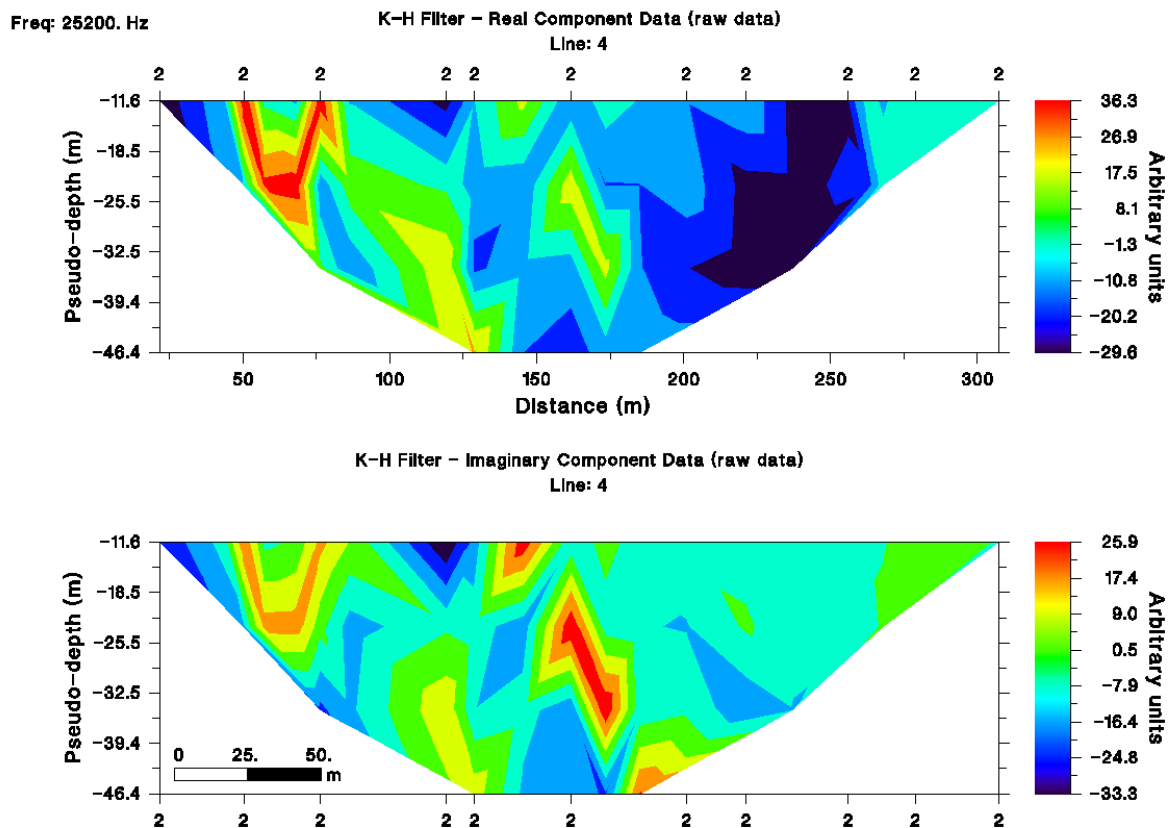 Freq: 25200. Hz
K-H Filter - Real Component Data (raw data)
Line: 4
2 2 2 2 2 2 2 2 2 2 2
-11.6
-18.5
-25.5
-32.5
-39.4
-46.4
Pseudo-depth (m)
50 100 150 200 250 300
Distance (m)
36.3
26.9
17.5
8.1
-1.3
-10.8
-20.2
-29.6
Arbitrary units
K-H Filter - Imaginary Component Data (raw data)
Line: 4
-11.6
-18.5
-25.5
-32.5
-39.4
-46.4
Pseudo-depth (m)
0. 25. 50.
m
2 2 2 2 2 2 2 2 2 2 2
25.9
17.4
9.0
0.5
-7.9
-16.4
-24.8
-33.3
Arbitrary units